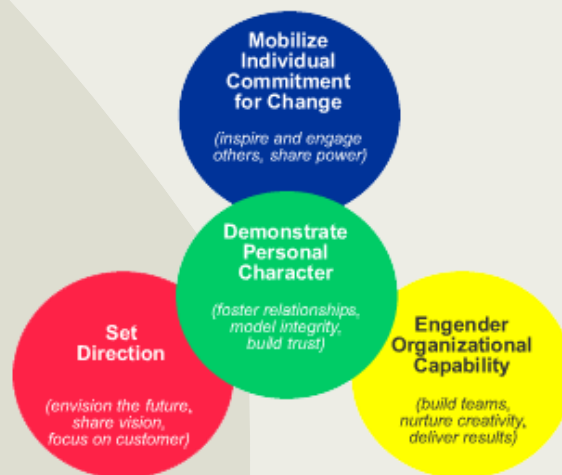 Mobilize
Individual
Commitment
for Change
(inspire and engage
others, share power)
Demonstrate
Personal
Character
(foster relationships,
model integrity,
build trust)
Set
Direction
(envision the future,
share vision,
focus on customer)
Engender
Organizational
Capability
(build teams,
nurture creativity,
deliver results)